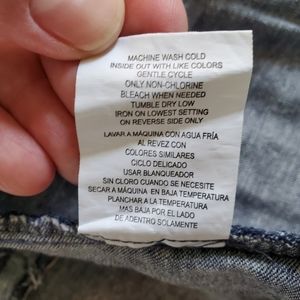 MACHINE WASH COLD
INSIDE OUT WITH LIKE COLORS
GENTLE CYCLE
ONLY NON-CHLORINE
BLEACH WHEN NEEDED
TUMBLE DRY LOW
IRON ON LOWEST SETTING
ON REVERSE SIDE ONLY
LAVAR A MÁQUINA CON AGUA FRÍA
AL REVEZ CON
COLORES SIMILARES
CICLO DELICADO
USAR BLANQUEADOR
SIN CLORO CUANDO SE NECESITE
SECAR A MÁQUINA EN BAJA TEMPERATURA
PLANCHAR A LA TEMPERATURA
MAS BAJA POR EL LADO
DE ADENTRO SOLAMENTE